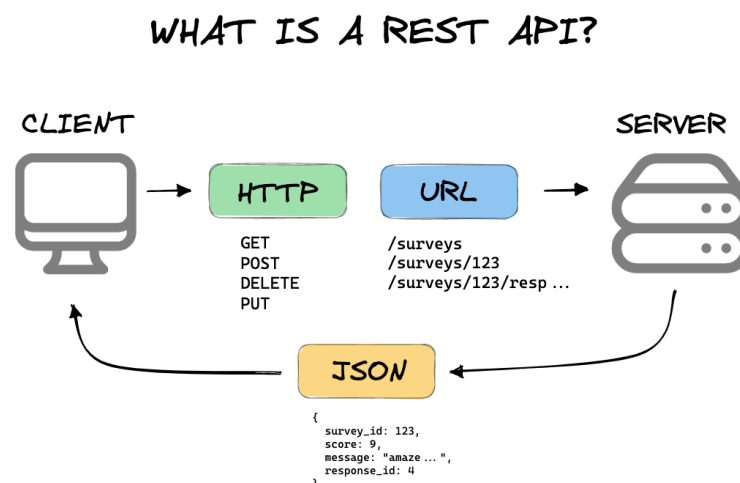 WHAT IS A REST API?
CLIENT
SERVER
HTTP
URL
GET
POST
DELETE
PUT
/surveys
/surveys/123
/surveys/123/resp ...
JSON
{
survey_id: 123,
score: 9,
message: "amaze ... ",
response_id: 4
}